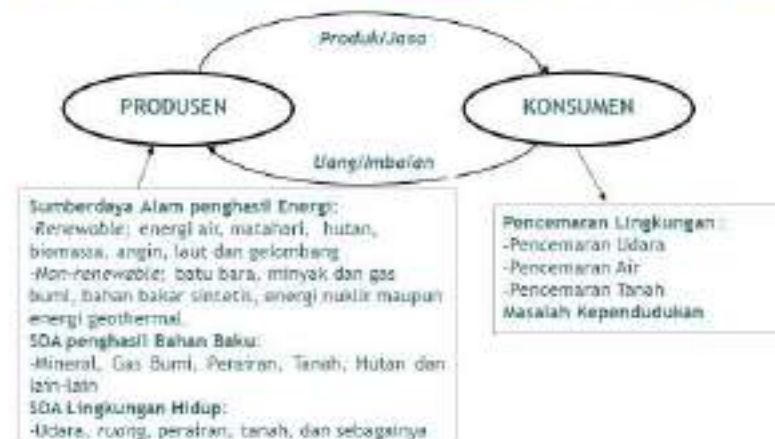 Produk/Jasa
PRODUSEN
KONSUMEN
Uang/Imbalan
Sumberdaya Alam penghasil Energi:
-Renewable; energi air, matahari, hutan,
biomassa, angin, laut dan gelombang
-Non-renewable; batu bara, minyak dan gas
bumi, bahan bakar sintetis, energi nuklir maupun
energi geothermal.
SDA penghasil Bahan Baku:
-Mineral, Gas Bumi, Perairan, Tanah, Hutan dan
lain-lain
SDA Lingkungan Hidup:
-Udara, ruang, perairan, tanah, dan sebagainya
Pencemaran Lingkungan :
-Pencemaran Udara
-Pencemaran Air
-Pencemaran Tanah
Masalah Kependudukan